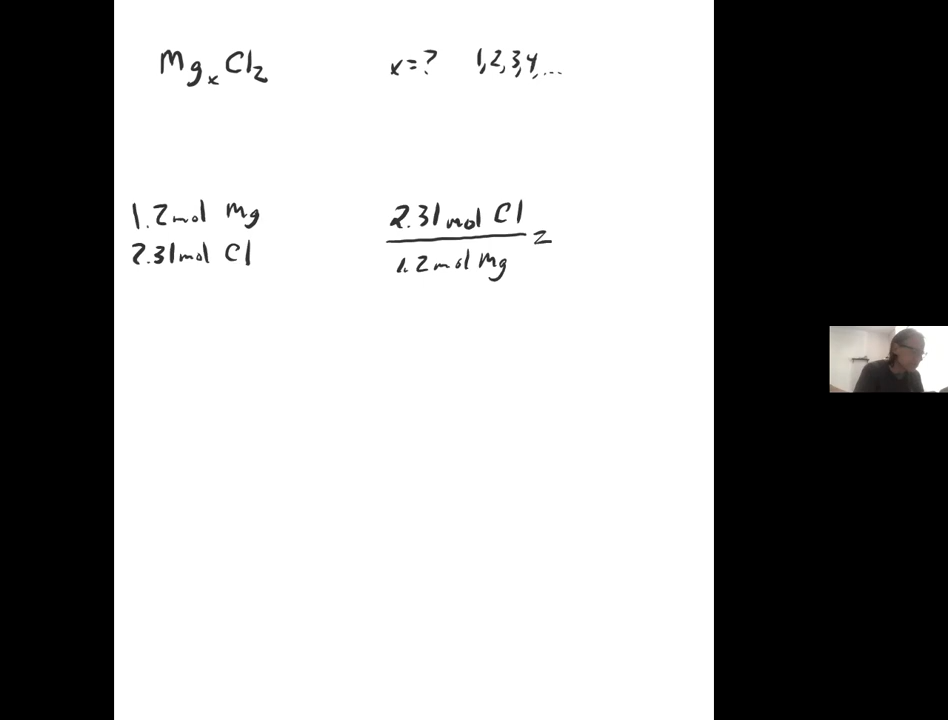 MgₓCl₂ x=? 1,2,3,4,...
1.2mol Mg
2.31mol Cl
2.31mol Cl
1.2mol Mg
=